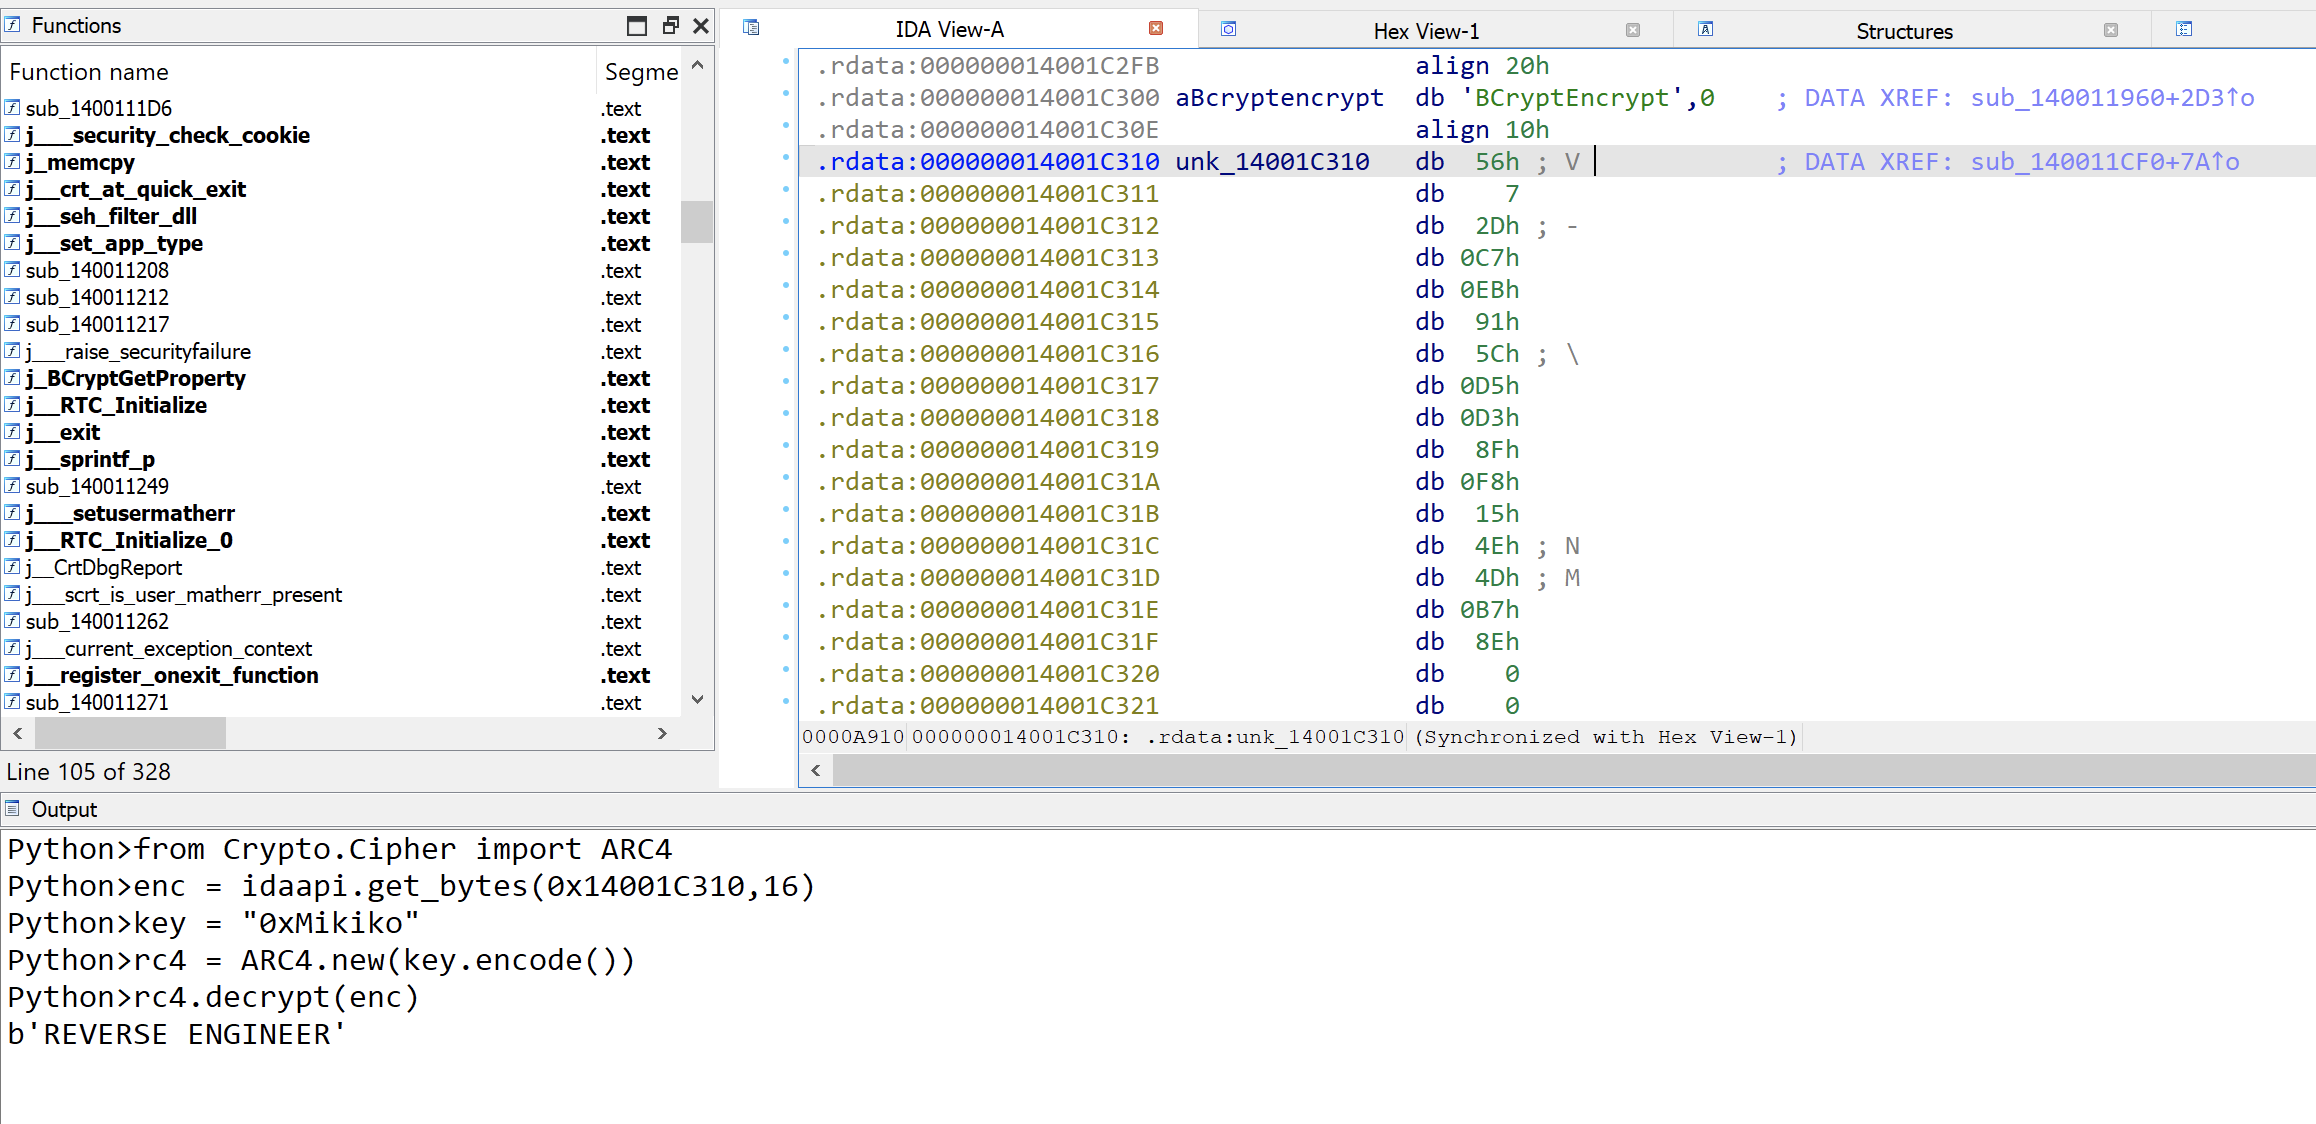 Functions
Function name Segme
sub_1400111D6 .text
j___security_check_cookie .text
j_memcpy .text
j__crt_at_quick_exit .text
j__seh_filter_dll .text
j__set_app_type .text
sub_140011208 .text
sub_140011212 .text
sub_140011217 .text
j___raise_securityfailure .text
j_BCryptGetProperty .text
j__RTC_Initialize .text
j__exit .text
j__sprintf_p .text
sub_140011249 .text
j___setusermatherr .text
j__RTC_Initialize_0 .text
j__CrtDbgReport .text
j___scrt_is_user_matherr_present .text
sub_140011262 .text
j___current_exception_context .text
j__register_onexit_function .text
sub_140011271 .text
Line 105 of 328
IDA View-A Hex View-1 Structures
.rdata:000000014001C2FB align 20h
.rdata:000000014001C300 aBcryptencrypt db 'BCryptEncrypt',0 ; DATA XREF: sub_140011960+2D3↑o
.rdata:000000014001C30E align 10h
.rdata:000000014001C310 unk_14001C310 db 56h ; V ; DATA XREF: sub_140011CF0+7A↑o
.rdata:000000014001C311 db 7
.rdata:000000014001C312 db 2Dh ; -
.rdata:000000014001C313 db 0C7h
.rdata:000000014001C314 db 0EBh
.rdata:000000014001C315 db 91h
.rdata:000000014001C316 db 5Ch ; \
.rdata:000000014001C317 db 0D5h
.rdata:000000014001C318 db 0D3h
.rdata:000000014001C319 db 8Fh
.rdata:000000014001C31A db 0F8h
.rdata:000000014001C31B db 15h
.rdata:000000014001C31C db 4Eh ; N
.rdata:000000014001C31D db 4Dh ; M
.rdata:000000014001C31E db 0B7h
.rdata:000000014001C31F db 8Eh
.rdata:000000014001C320 db 0
.rdata:000000014001C321 db 0
0000A910 000000014001C310: .rdata:unk_14001C310 (Synchronized with Hex View-1)
Output
Python>from Crypto.Cipher import ARC4
Python>enc = idaapi.get_bytes(0x14001C310,16)
Python>key = "0xMikiko"
Python>rc4 = ARC4.new(key.encode())
Python>rc4.decrypt(enc)
b'REVERSE ENGINEER'